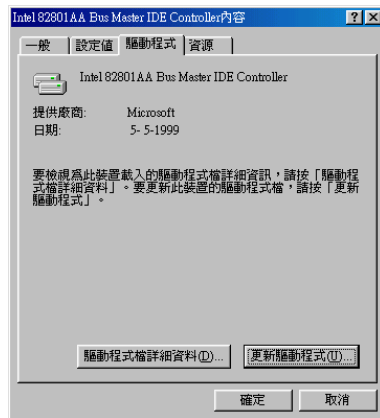 Intel 82801AA Bus Master IDE Controller內容
一般 設定值 驅動程式 資源
Intel 82801AA Bus Master IDE Controller
提供廠商: Microsoft
日期: 5- 5-1999
要檢視為此裝置載入的驅動程式檔詳細資訊，請按「驅動程
式檔詳細資料」。要更新此裝置的驅動程式檔，請按「更新
驅動程式」。
驅動程式檔詳細資料(D)... 更新驅動程式(U)...
確定 取消